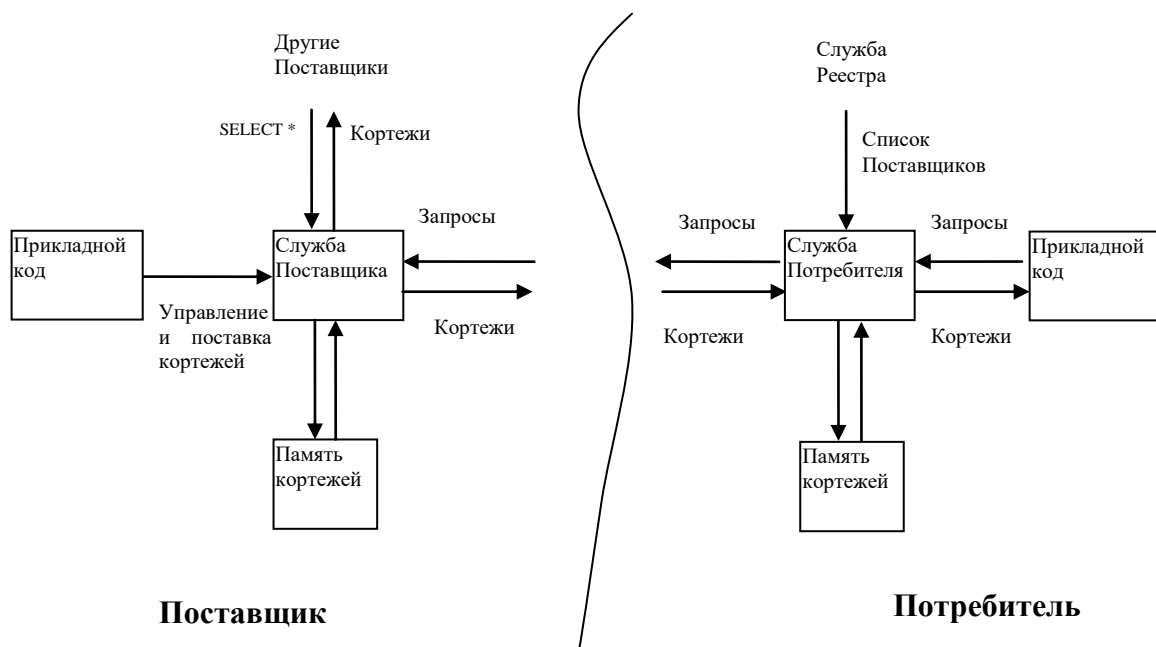 Другие
Поставщики
SELECT *
Кортежи
Запросы
Прикладной
код
Служба
Поставщика
Управление
и поставка
кортежей
Кортежи
Память
кортежей
Поставщик
Служба
Реестра
Список
Поставщиков
Запросы
Запросы
Служба
Потребителя
Прикладной
код
Кортежи
Кортежи
Память
кортежей
Потребитель